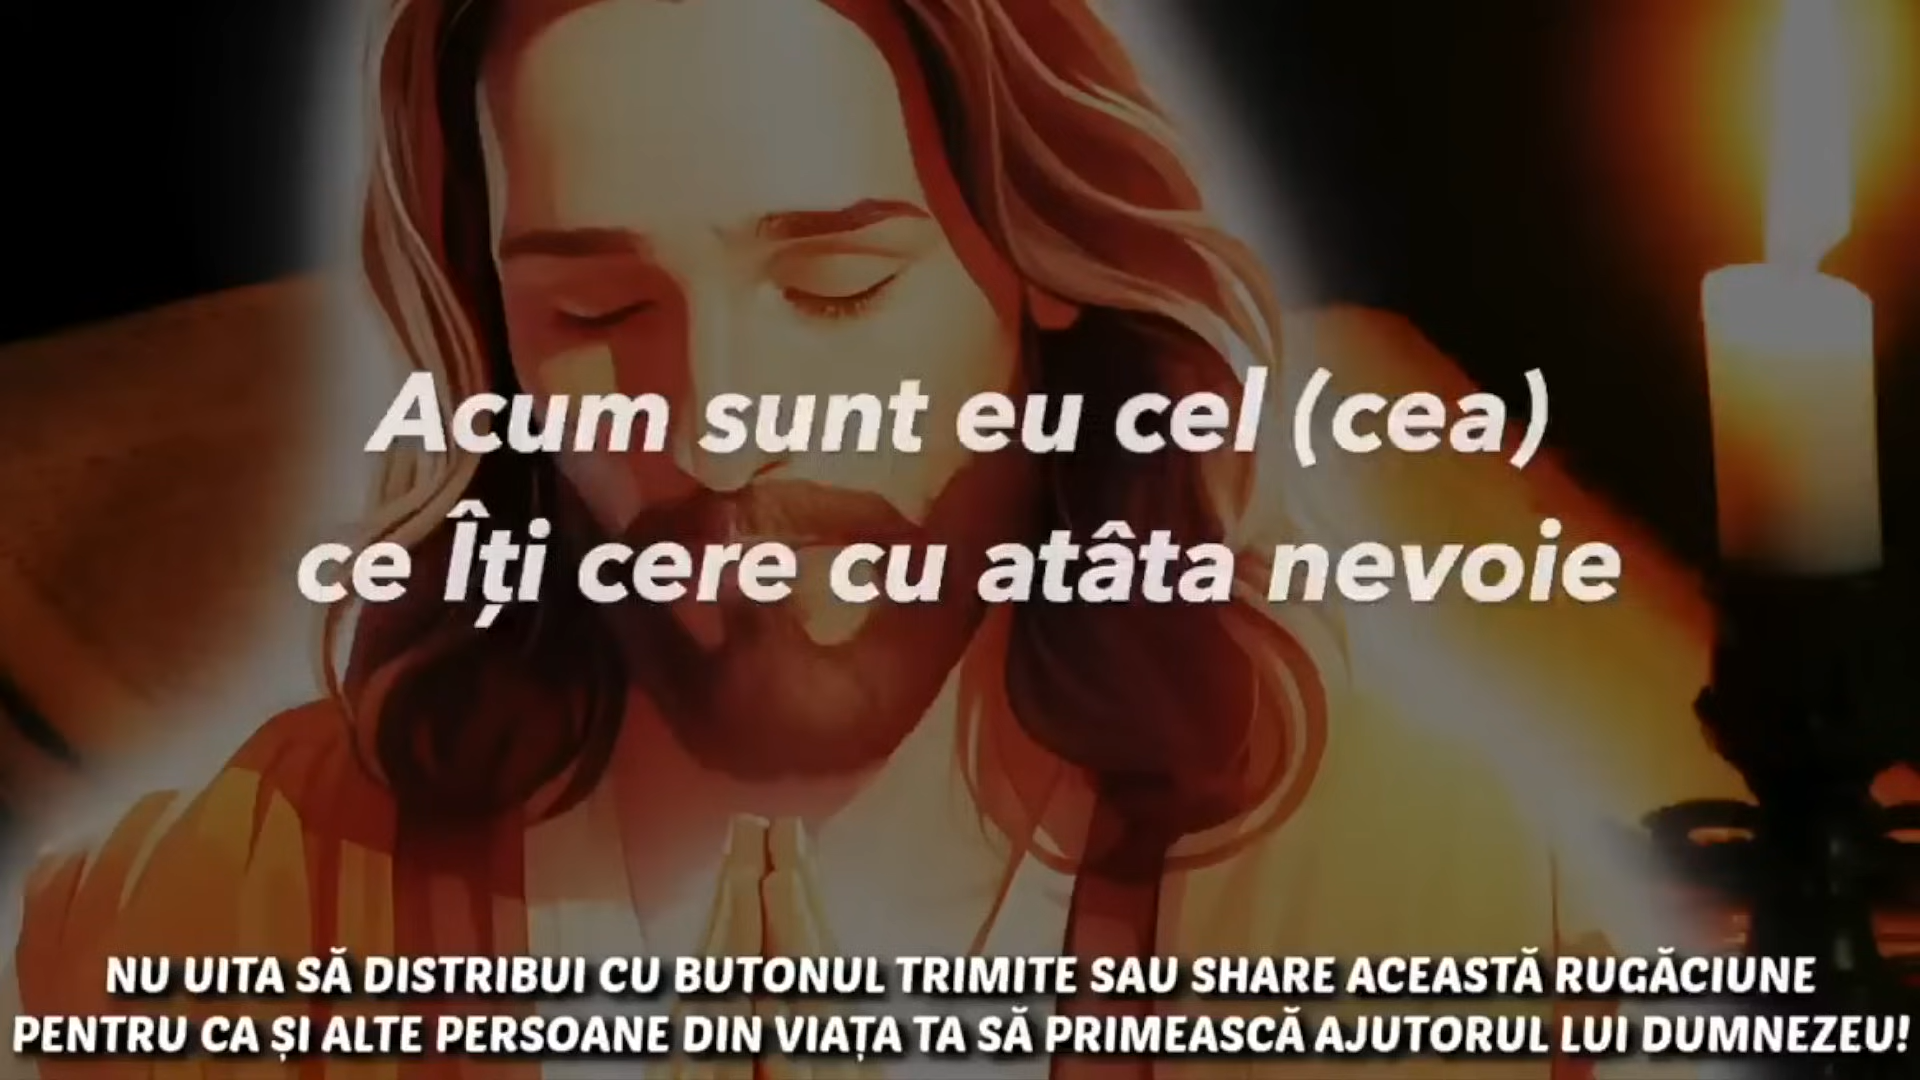 Acum sunt eu cel (cea)
ce Îți cere cu atâta nevoie
NU UITA SĂ DISTRIBUI CU BUTONUL TRIMITE SAU SHARE ACEASTĂ RUGĂCIUNE
PENTRU CA ȘI ALTE PERSOANE DIN VIAȚA TA SĂ PRIMEASCĂ AJUTORUL LUI DUMNEZEU!